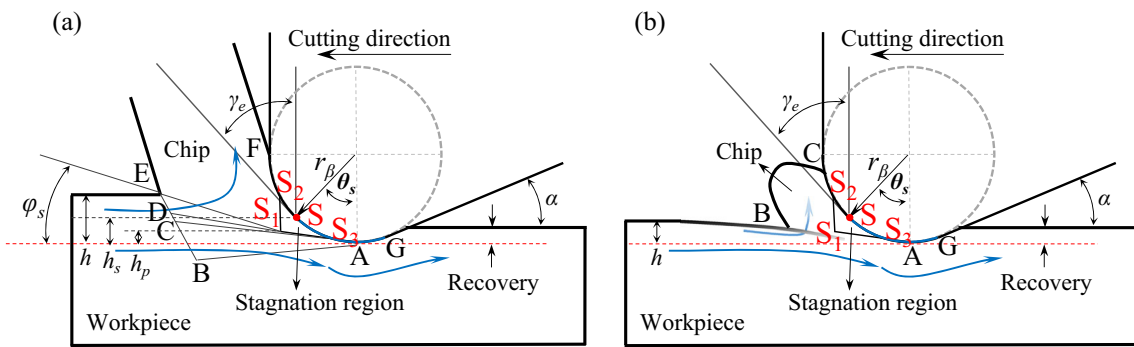 (a)
Cutting direction
γe
Chip
F
rβ
θs
E
S2
φs
D
S1
S
C
S3
α
h
hs
hp
B
A
G
Recovery
Stagnation region
Workpiece
(b)
Cutting direction
γe
Chip
C
rβ
θs
S2
B
S1
S
S3
α
h
A
G
Recovery
Stagnation region
Workpiece